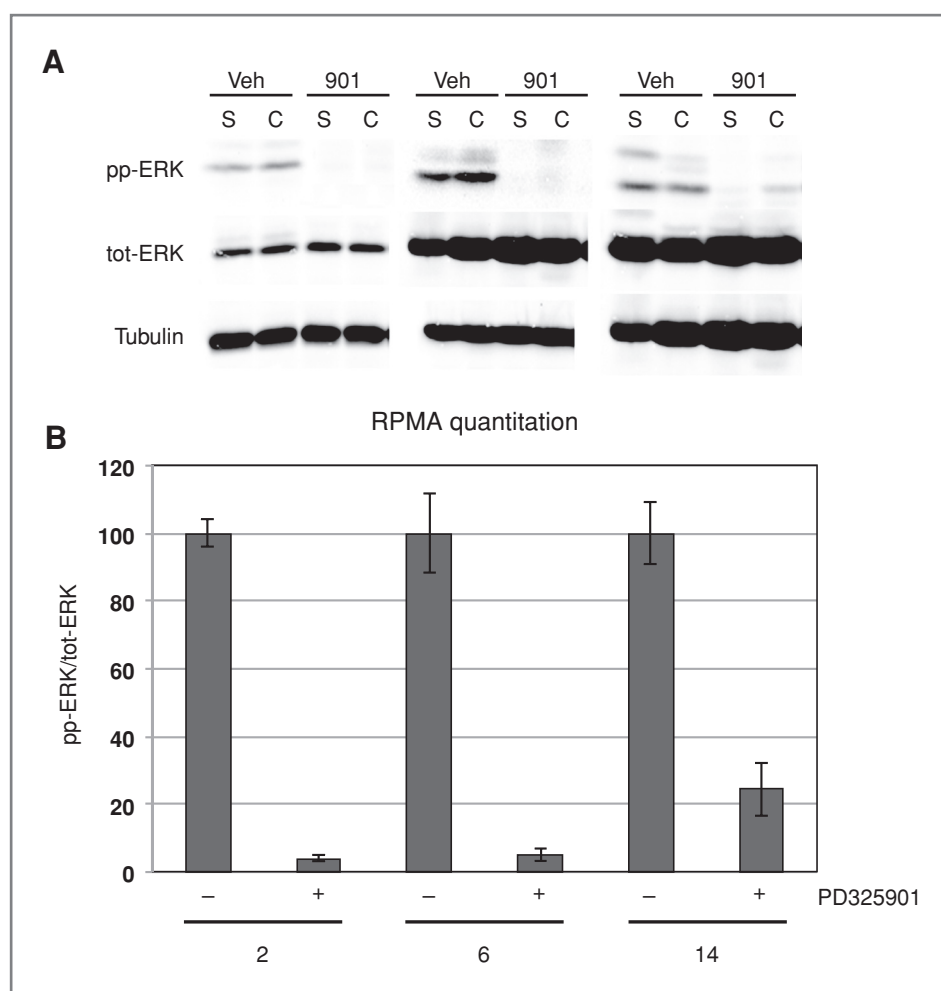 A
Veh 901 Veh 901 Veh 901
S C S C S C S C S C S C
pp-ERK
tot-ERK
Tubulin
B
RPMA quantitation
pp-ERK/tot-ERK
120
100
80
60
40
20
0
– + – + – + PD325901
2 6 14